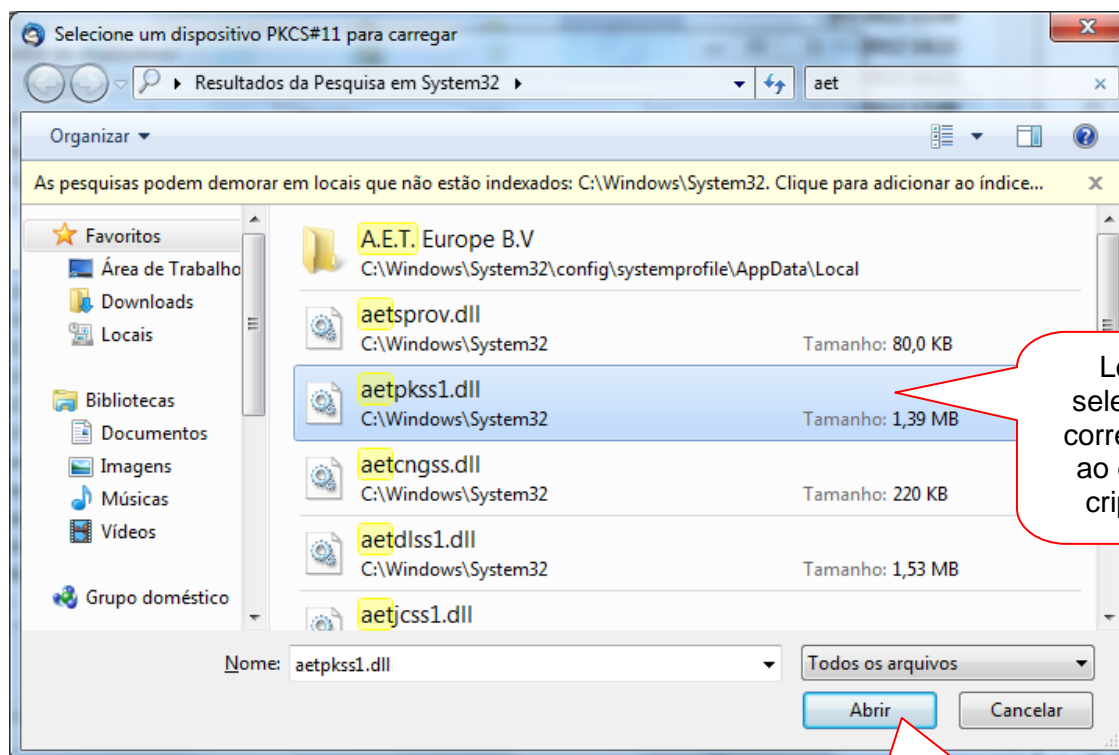 Selecione um dispositivo PKCS#11 para carregar
Resultados da Pesquisa em System32
aet
Organizar
As pesquisas podem demorar em locais que não estão indexados: C:\Windows\System32. Clique para adicionar ao índice...
Favoritos
Área de Trabalho
Downloads
Locais
Bibliotecas
Documentos
Imagens
Músicas
Vídeos
Grupo doméstico
A.E.T. Europe B.V
C:\Windows\System32\config\systemprofile\AppData\Local
aetsprov.dll
C:\Windows\System32 Tamanho: 80,0 KB
aetpkss1.dll
C:\Windows\System32 Tamanho: 1,39 MB
aetcngss.dll
C:\Windows\System32 Tamanho: 220 KB
aetdlss1.dll
C:\Windows\System32 Tamanho: 1,53 MB
aetjcss1.dll
Nome: aetpkss1.dll
Todos os arquivos
Abrir
Cancelar
ao